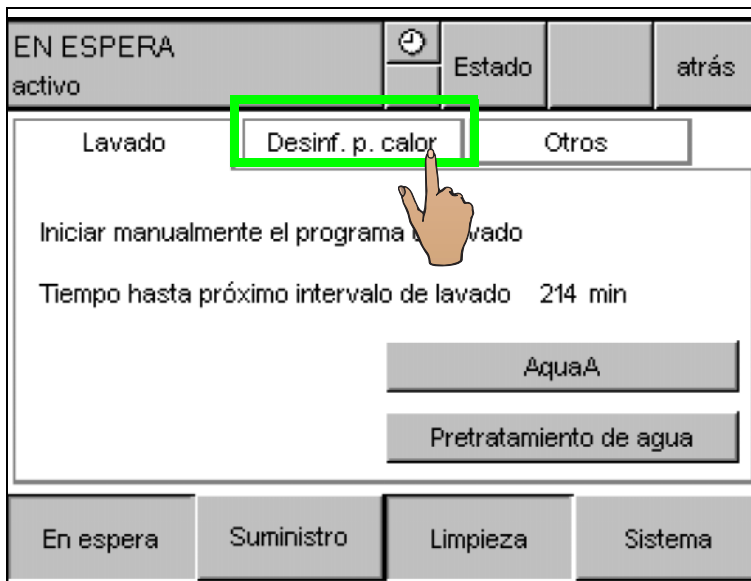 EN ESPERA
activo
Estado
atrás
Lavado
Desinf. p. calor
Otros
Iniciar manualmente el programa vado
Tiempo hasta próximo intervalo de lavado 214 min
AquaA
Pretratamiento de agua
En espera
Suministro
Limpieza
Sistema